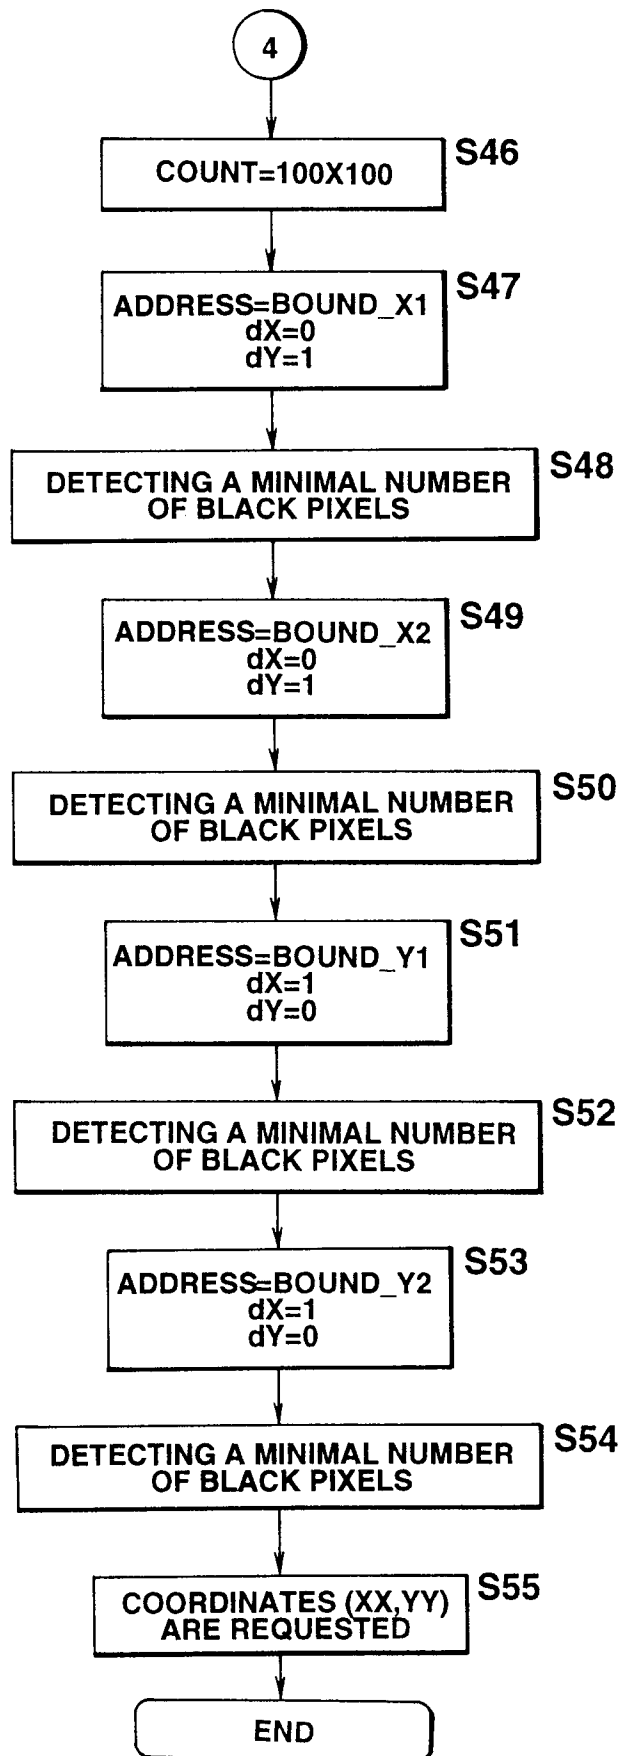 4
S46
COUNT=100X100
S47
ADDRESS=BOUND_X1
dX=0
dY=1
S48
DETECTING A MINIMAL NUMBER
OF BLACK PIXELS
S49
ADDRESS=BOUND_X2
dX=0
dY=1
S50
DETECTING A MINIMAL NUMBER
OF BLACK PIXELS
S51
ADDRESS=BOUND_Y1
dX=1
dY=0
S52
DETECTING A MINIMAL NUMBER
OF BLACK PIXELS
S53
ADDRESS=BOUND_Y2
dX=1
dY=0
S54
DETECTING A MINIMAL NUMBER
OF BLACK PIXELS
S55
COORDINATES (XX,YY)
ARE REQUESTED
END